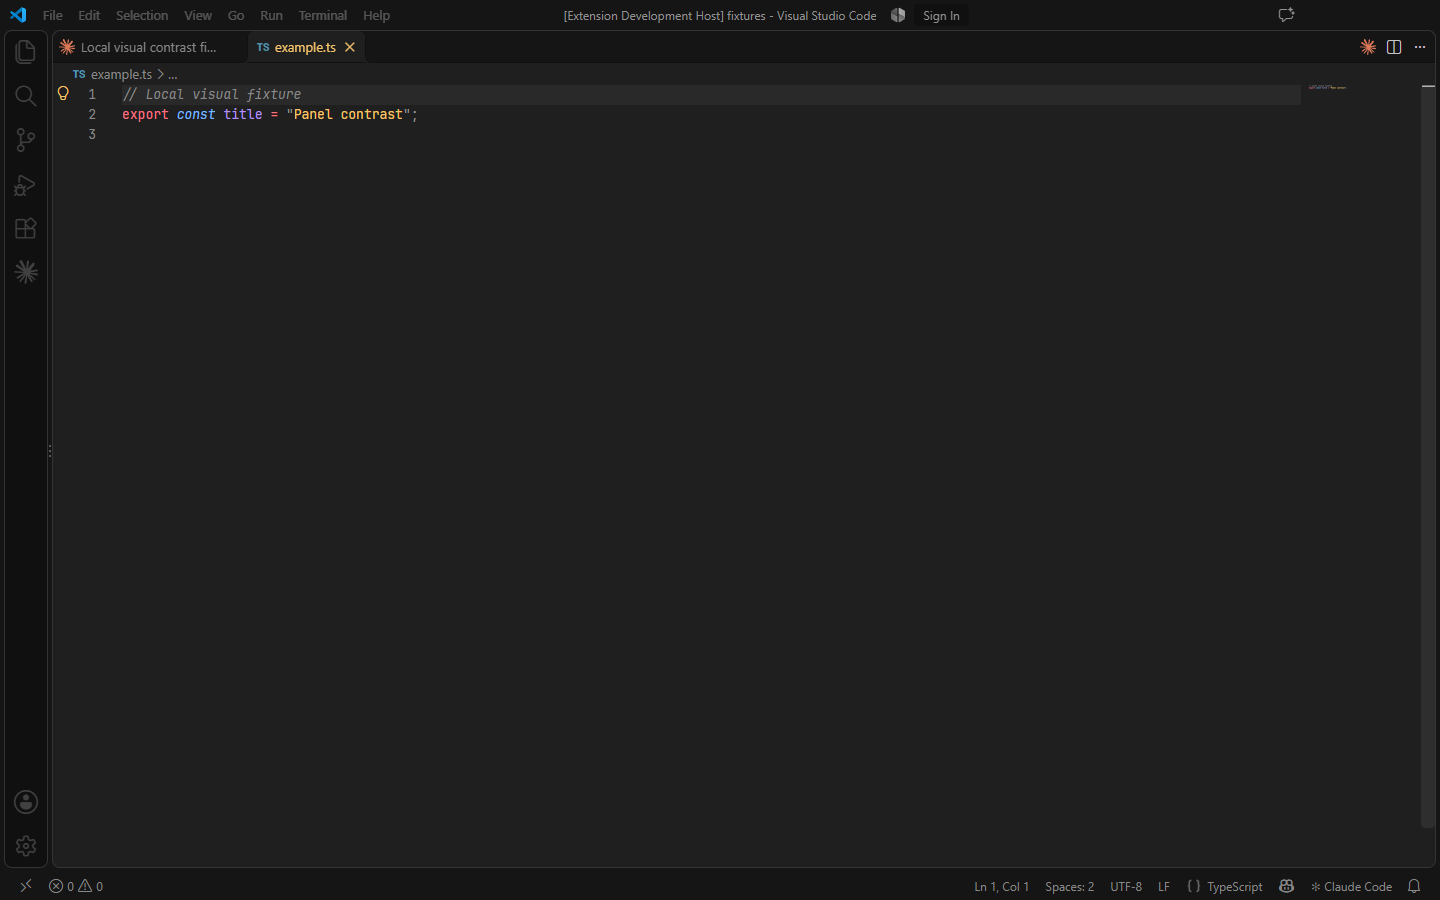 File Edit Selection View Go Run Terminal Help
[Extension Development Host] fixtures - Visual Studio Code
Sign In
Local visual contrast fi...
TS example.ts
TS example.ts > ...
1 // Local visual fixture
2 export const title = "Panel contrast";
3
0 0
Ln 1, Col 1 Spaces: 2 UTF-8 LF { } TypeScript Claude Code